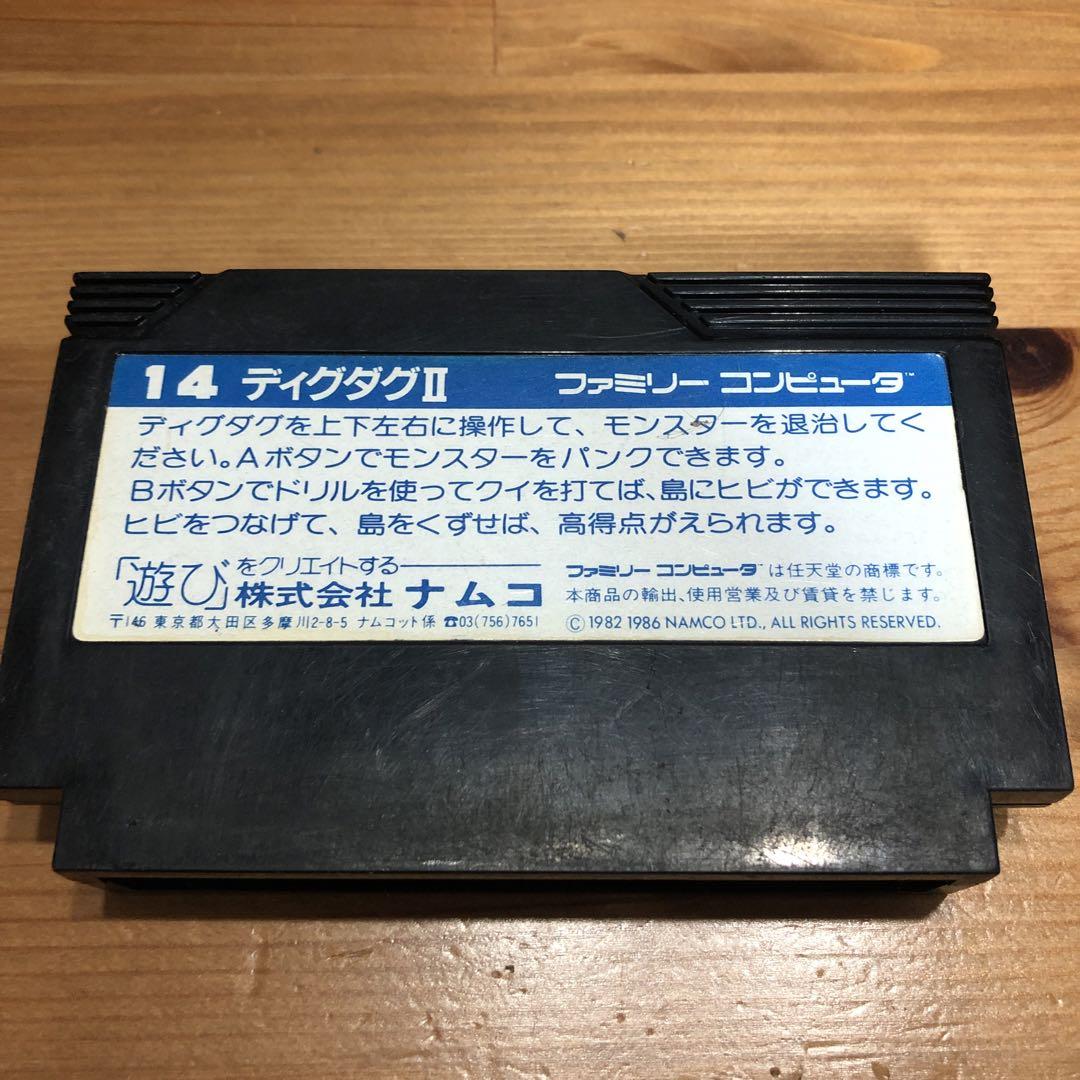 14 ディグダグⅡ ファミリー コンピュータ™
ディグダグを上下左右に操作して、モンスターを退治してく
ださい。Aボタンでモンスターをパンクできます。
Bボタンでドリルを使ってクイを打てば、島にヒビができます。
ヒビをつなげて、島をくずせば、高得点がえられます。
「遊び」をクリエイトする——
株式会社 ナムコ
〒146 東京都大田区多摩川2-8-5 ナムコット係 ☎03(756)7651
ファミリー コンピュータ™は任天堂の商標です。
本商品の輸出、使用営業及び賃貸を禁じます。
Ⓒ 1982 1986 NAMCO LTD., ALL RIGHTS RESERVED.